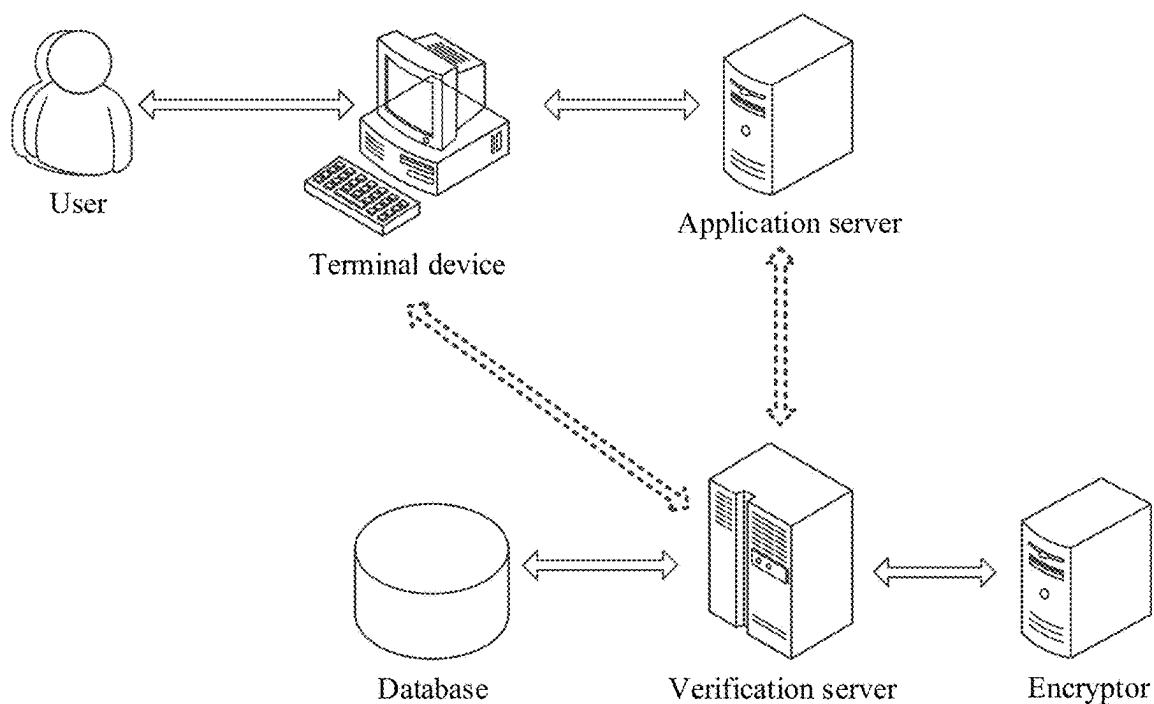 User
Terminal device
Application server
Database
Verification server
Encryptor